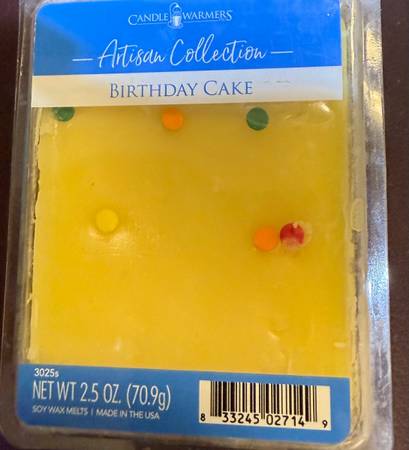 CANDLE WARMERS®
Artisan Collection
BIRTHDAY CAKE
3025s
NET WT 2.5 OZ. (70.9g)
SOY WAX MELTS | MADE IN THE USA
8 33245 02714 9